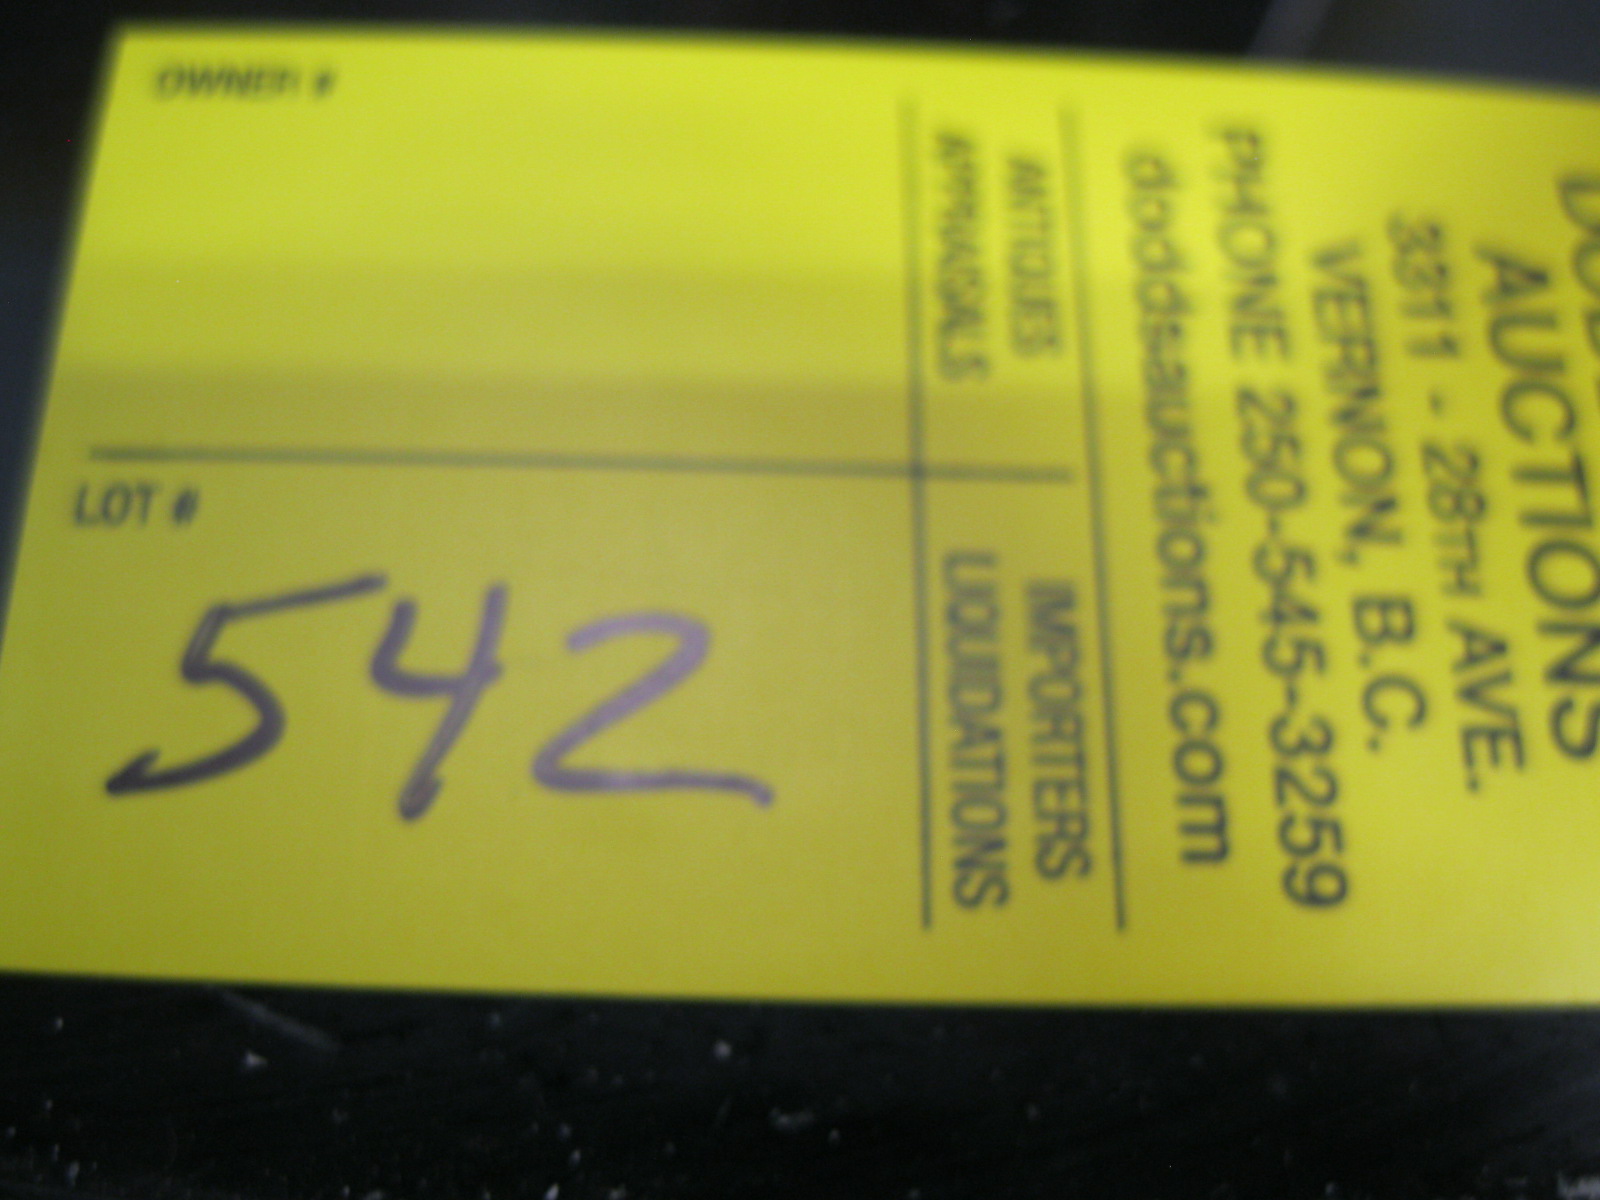 OWNER #
LOT #
542
AUCTIONS
3311 - 28TH AVE.
VERNON, B.C.
PHONE 250-545-3259
doddsauctions.com
ANTIQUES IMPORTERS
APPRAISALS LIQUIDATIONS